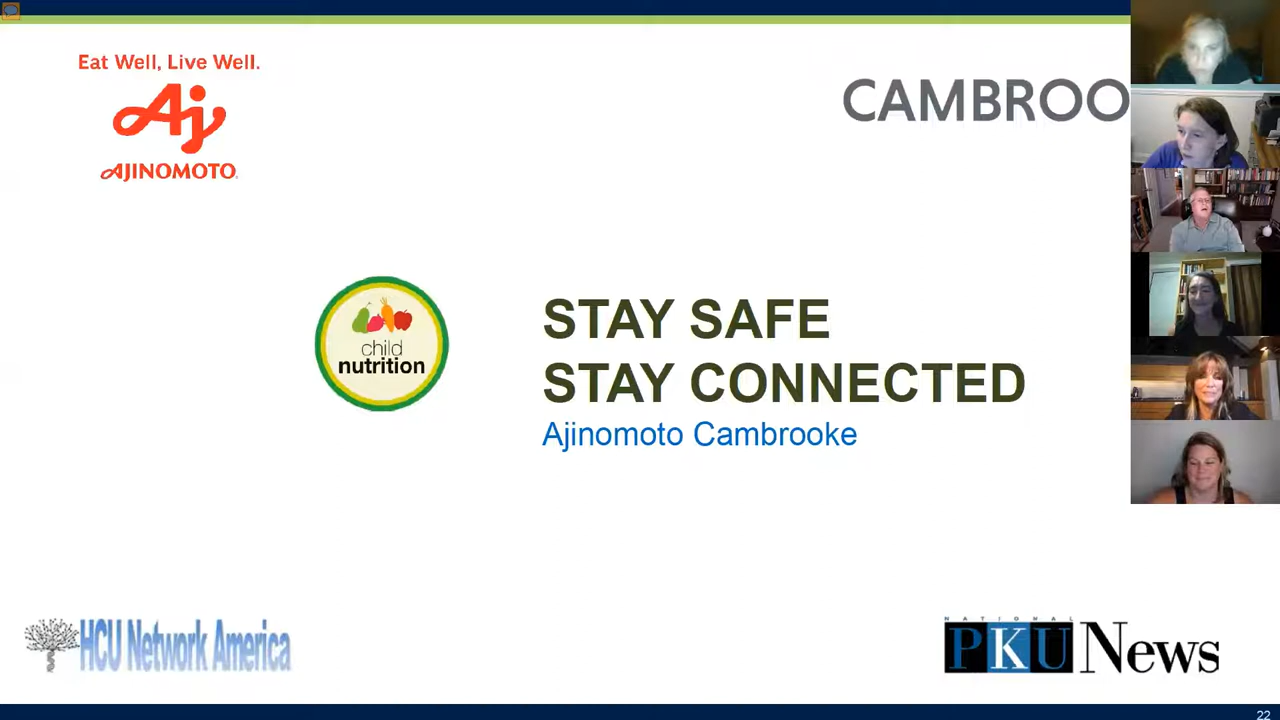 Eat Well, Live Well.
Aj
AJINOMOTO.
CAMBROO
child
nutrition
STAY SAFE
STAY CONNECTED
Ajinomoto Cambrooke
HCU Network America
NATIONAL
PKU News
22